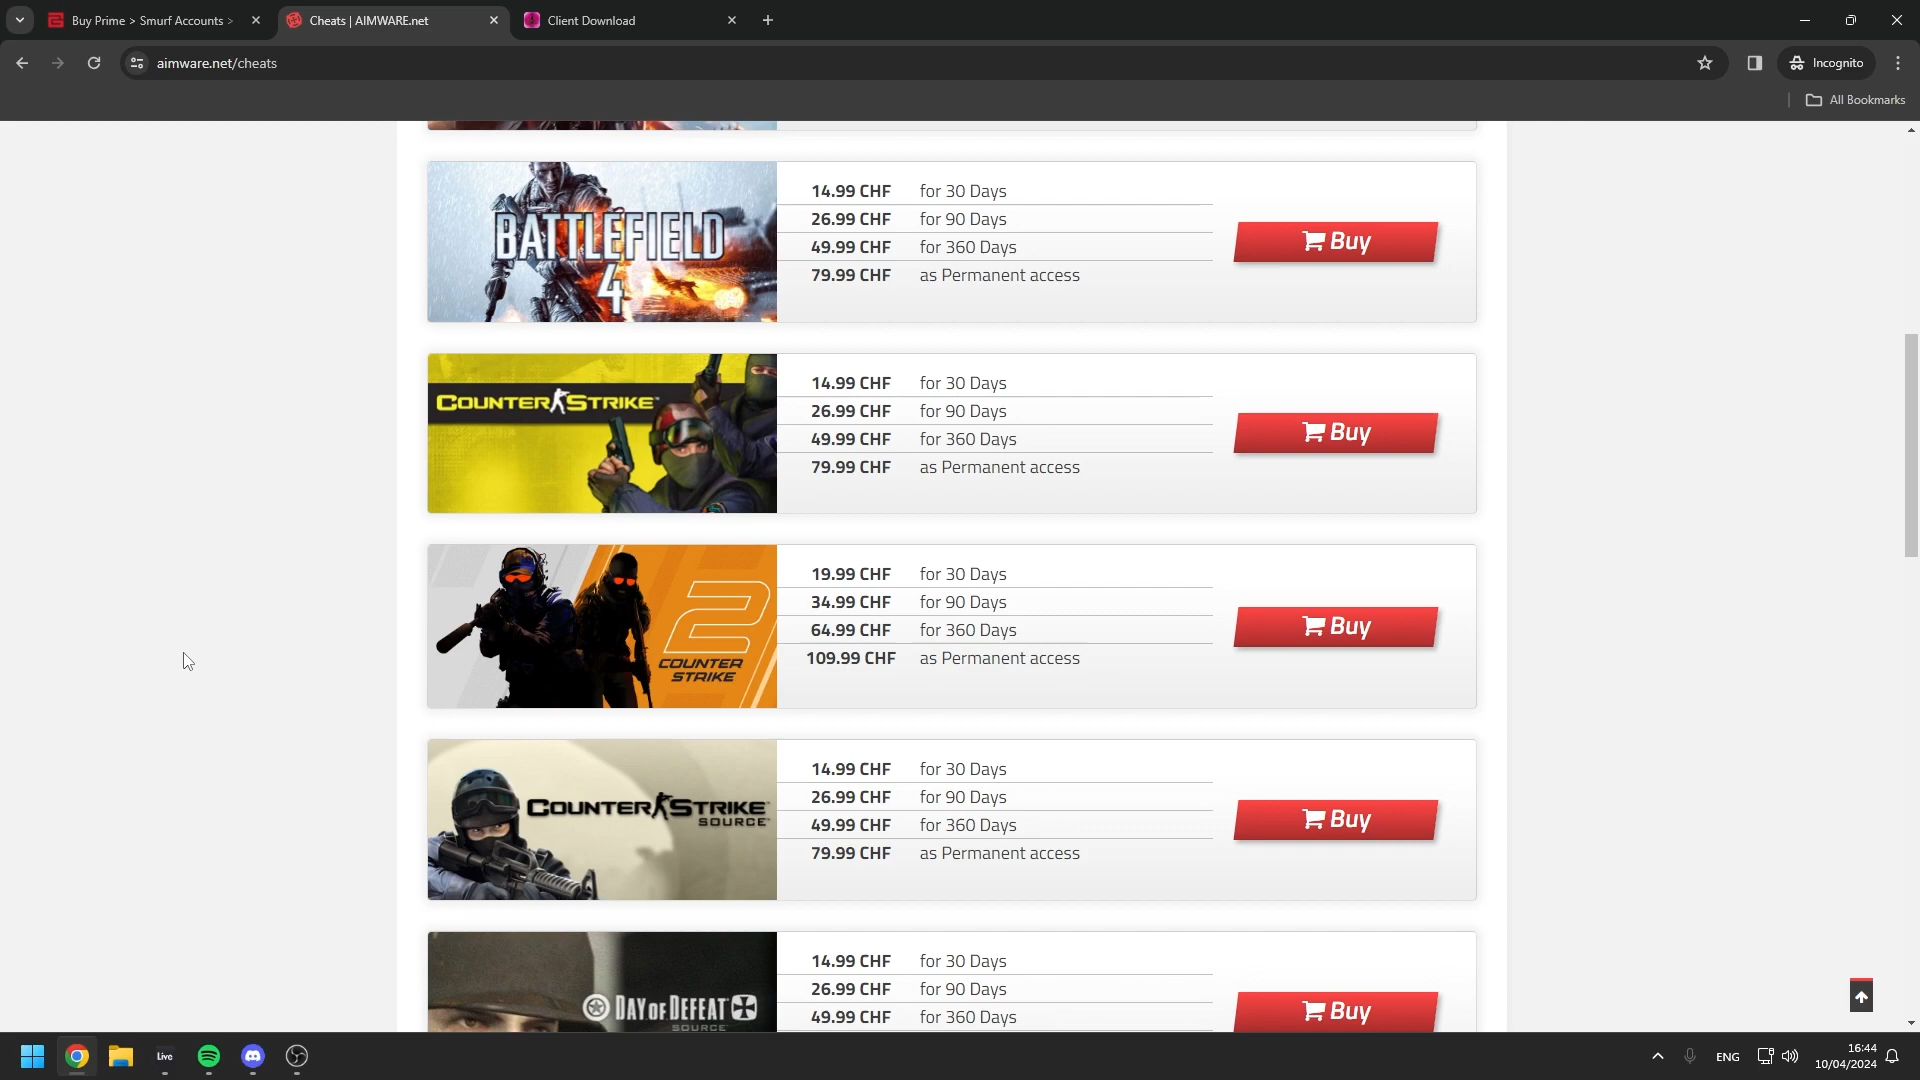 Buy Prime > Smurf Accounts >
Cheats | AIMWARE.net
Client Download
aimware.net/cheats
Incognito
All Bookmarks
BATTLEFIELD
4
14.99 CHF for 30 Days
26.99 CHF for 90 Days
49.99 CHF for 360 Days
79.99 CHF as Permanent access
Buy
COUNTER STRIKE
14.99 CHF for 30 Days
26.99 CHF for 90 Days
49.99 CHF for 360 Days
79.99 CHF as Permanent access
Buy
2
COUNTER
STRIKE
19.99 CHF for 30 Days
34.99 CHF for 90 Days
64.99 CHF for 360 Days
109.99 CHF as Permanent access
Buy
COUNTER STRIKE
SOURCE
14.99 CHF for 30 Days
26.99 CHF for 90 Days
49.99 CHF for 360 Days
79.99 CHF as Permanent access
Buy
DAY OF DEFEAT
SOURCE
14.99 CHF for 30 Days
26.99 CHF for 90 Days
49.99 CHF for 360 Days
Buy
Live
ENG
16:44
10/04/2024